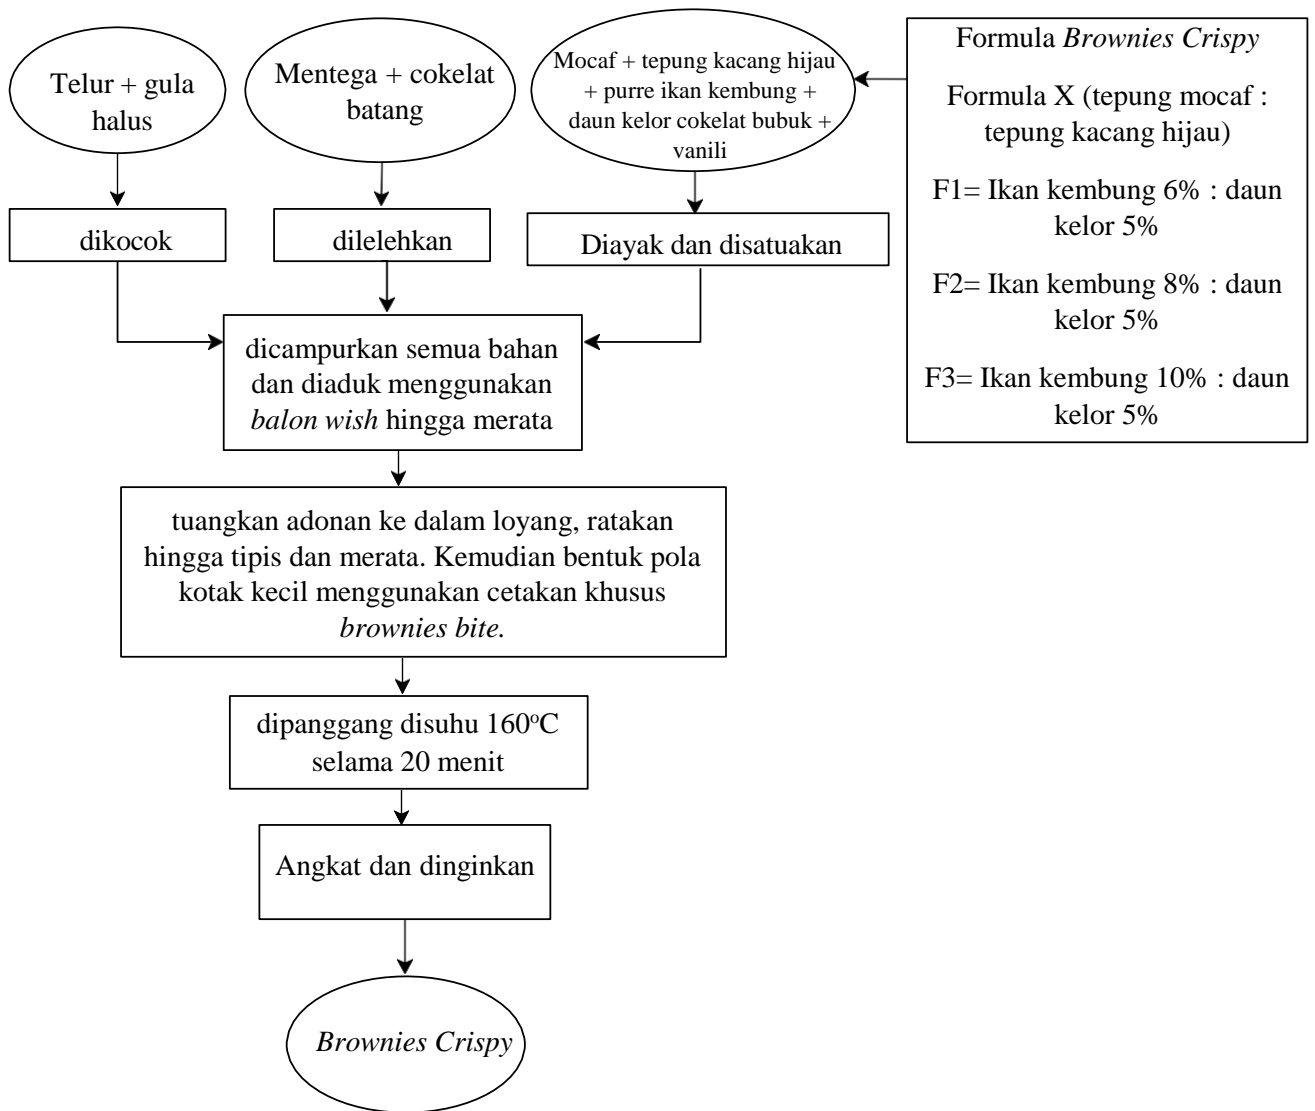 Telur + gula
halus
Mentega + cokelat
batang
Mocaf + tepung kacang hijau
+ purre ikan kembung +
daun kelor cokelat bubuk +
vanili
Formula Brownies Crispy
Formula X (tepung mocaf :
tepung kacang hijau)
F1= Ikan kembung 6% : daun
kelor 5%
F2= Ikan kembung 8% : daun
kelor 5%
F3= Ikan kembung 10% : daun
kelor 5%
dikocok
dilelehkan
Diayak dan disatuakan
dicampurkan semua bahan
dan diaduk menggunakan
balon wish hingga merata
tuangkan adonan ke dalam loyang, ratakan
hingga tipis dan merata. Kemudian bentuk pola
kotak kecil menggunakan cetakan khusus
brownies bite.
dipanggang disuhu 160°C
selama 20 menit
Angkat dan dinginkan
Brownies Crispy